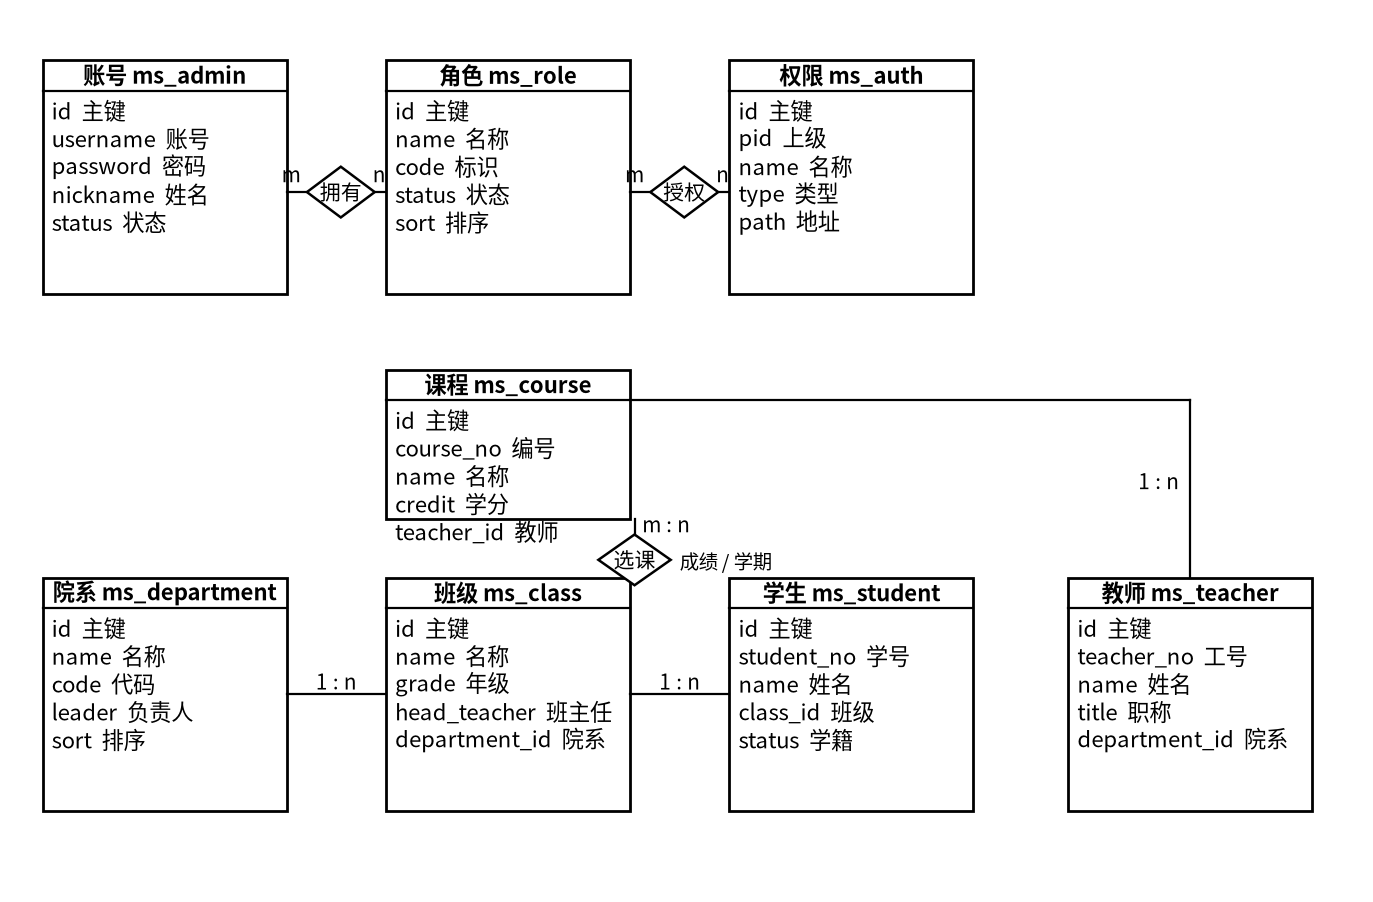 账号 ms_admin
id 主键
username 账号
password 密码
nickname 姓名
status 状态
m
拥有
n
角色 ms_role
id 主键
name 名称
code 标识
status 状态
sort 排序
m
授权
n
权限 ms_auth
id 主键
pid 上级
name 名称
type 类型
path 地址
课程 ms_course
id 主键
course_no 编号
name 名称
credit 学分
teacher_id 教师
1 : n
m : n
选课
成绩 / 学期
院系 ms_department
id 主键
name 名称
code 代码
leader 负责人
sort 排序
1 : n
班级 ms_class
id 主键
name 名称
grade 年级
head_teacher 班主任
department_id 院系
1 : n
学生 ms_student
id 主键
student_no 学号
name 姓名
class_id 班级
status 学籍
教师 ms_teacher
id 主键
teacher_no 工号
name 姓名
title 职称
department_id 院系